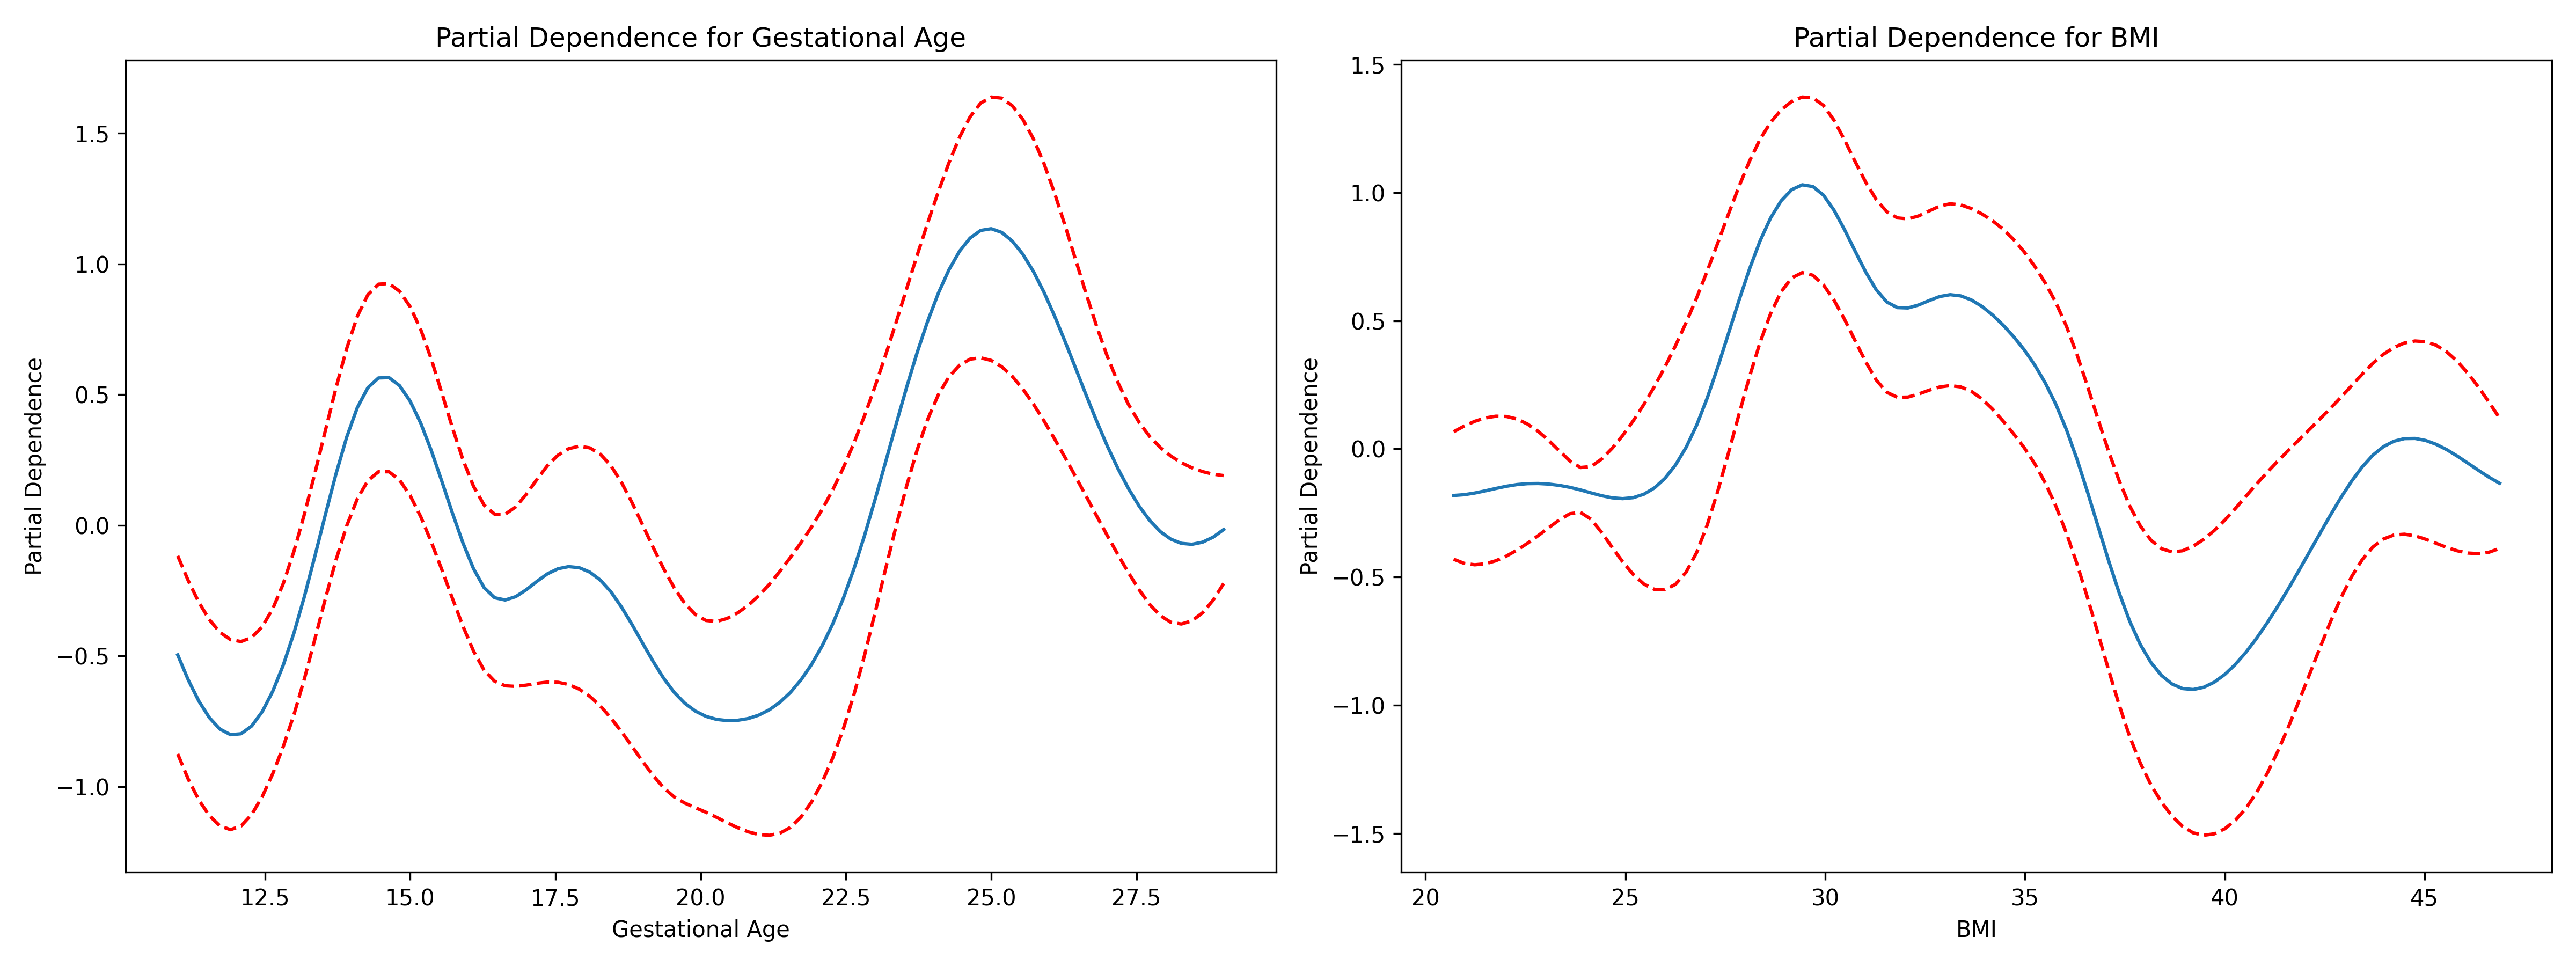 Partial Dependence for Gestational Age
Partial Dependence
1.5
1.0
0.5
0.0
−0.5
−1.0
12.5 15.0 17.5 20.0 22.5 25.0 27.5
Gestational Age
Partial Dependence for BMI
Partial Dependence
1.5
1.0
0.5
0.0
−0.5
−1.0
−1.5
20 25 30 35 40 45
BMI